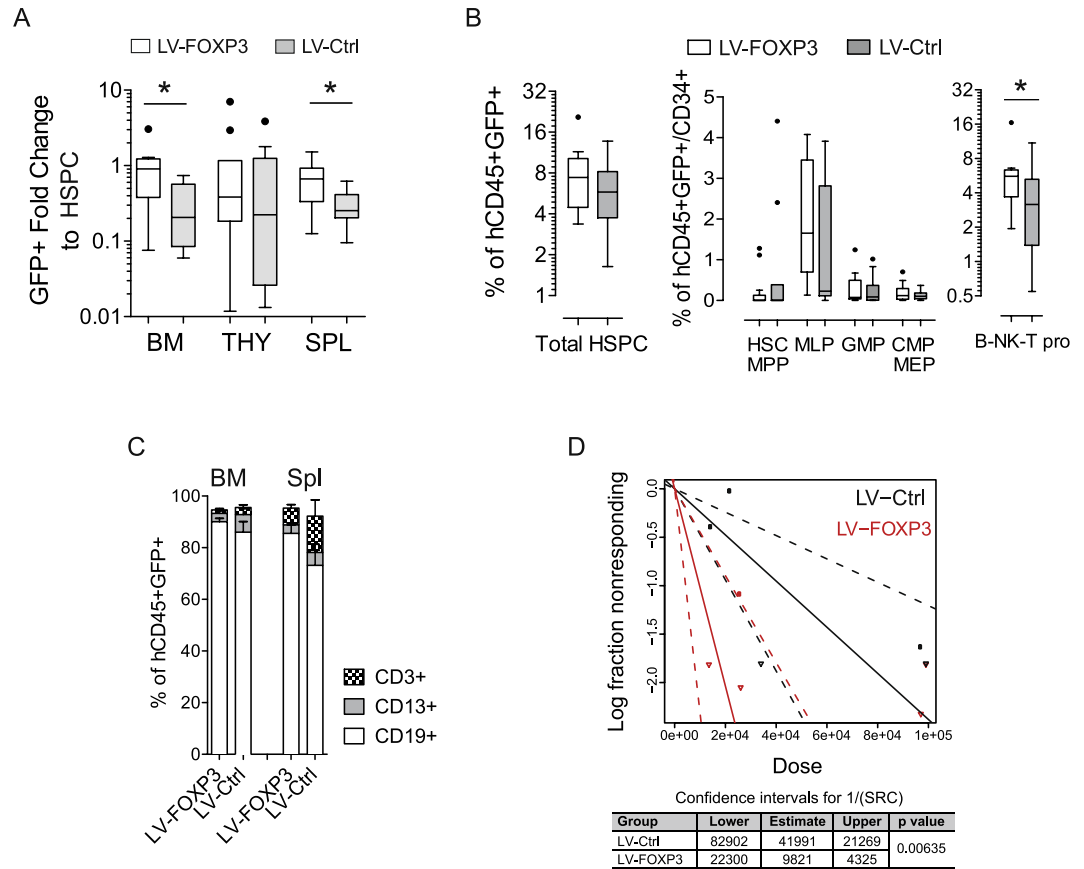 A
LV-FOXP3 LV-Ctrl
GFP+ Fold Change
to HSPC
10
1
0.1
0.01
*
*
BM THY SPL
B
LV-FOXP3 LV-Ctrl
% of hCD45+GFP+
32
16
8
4
2
1
Total HSPC
% of hCD45+GFP+/CD34+
5
4
3
2
1
0
HSC MLP GMP CMP
MPP MEP
*
32
16
8
4
2
1
0.5
B-NK-T pro
C
BM Spl
% of hCD45+GFP+
100
80
60
40
20
0
LV-FOXP3
LV-Ctrl
LV-FOXP3
LV-Ctrl
CD3+
CD13+
CD19+
D
LV−Ctrl
LV−FOXP3
Log fraction nonresponding
0.0
−0.5
−1.0
−1.5
−2.0
0e+00 2e+04 4e+04 6e+04 8e+04 1e+05
Dose
Confidence intervals for 1/(SRC)
Group Lower Estimate Upper p value
LV-Ctrl 82902 41991 21269 0.00635
LV-FOXP3 22300 9821 4325